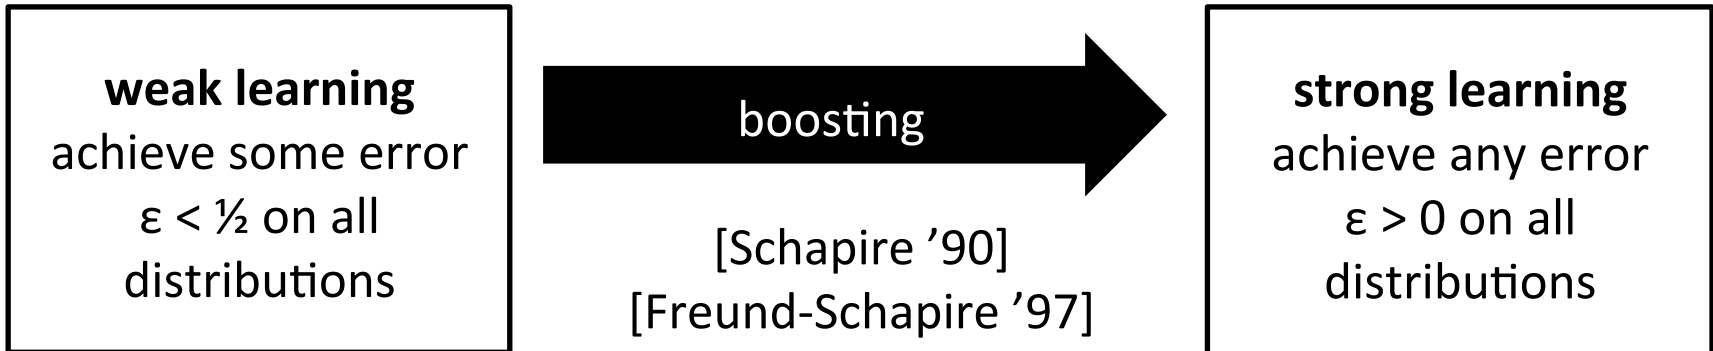 weak learning
achieve some error
ε < ½ on all
distributions
boosting
[Schapire ’90]
[Freund-Schapire ’97]
strong learning
achieve any error
ε > 0 on all
distributions